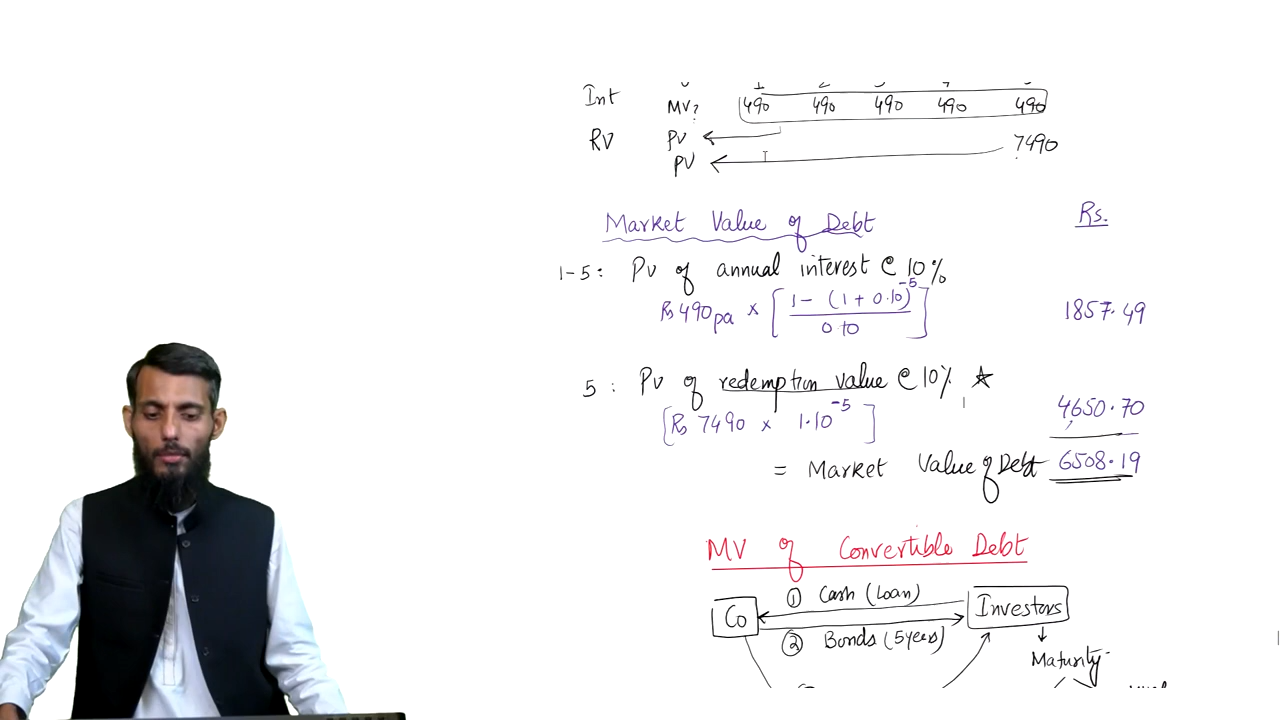 Int MV? 490 490 490 490 490
RV PV 7490
PV
Market Value of Debt Rs.
1-5: PV of annual interest @ 10%
Rs 490 pa × [ 1 - (1 + 0.10)^-5 / 0.10 ] 1857.49
5: PV of redemption value @ 10% ★
[Rs 7490 × 1.10^-5] 4650.70
= Market Value of Debt 6508.19
MV of Convertible Debt
Co ① Cash (Loan) Investors
② Bonds (5 years)
Maturity